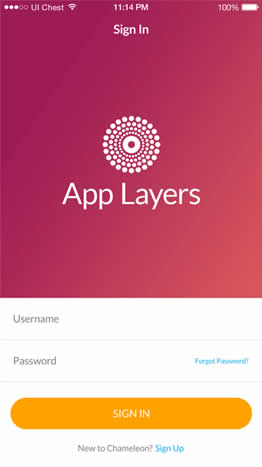 UI Chest 11:14 PM 100%
Sign In
App Layers
Username
Password Forgot Password?
SIGN IN
New to Chameleon? Sign Up